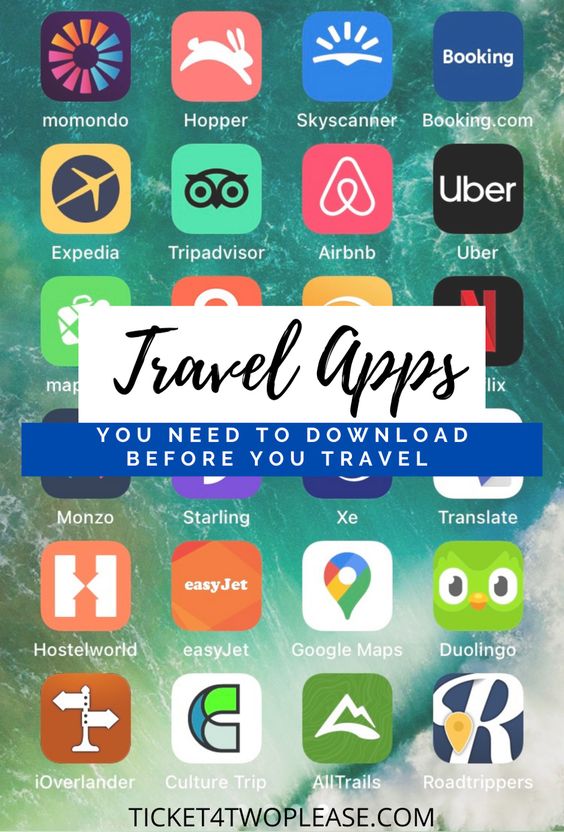 momondo Hopper Skyscanner Booking.com
Booking
Expedia Tripadvisor Airbnb Uber
Uber
Travel Apps
map flix
YOU NEED TO DOWNLOAD
BEFORE YOU TRAVEL
Monzo Starling Xe Translate
easyJet
Hostelworld easyJet Google Maps Duolingo
iOverlander Culture Trip AllTrails Roadtrippers
TICKET4TWOPLEASE.COM